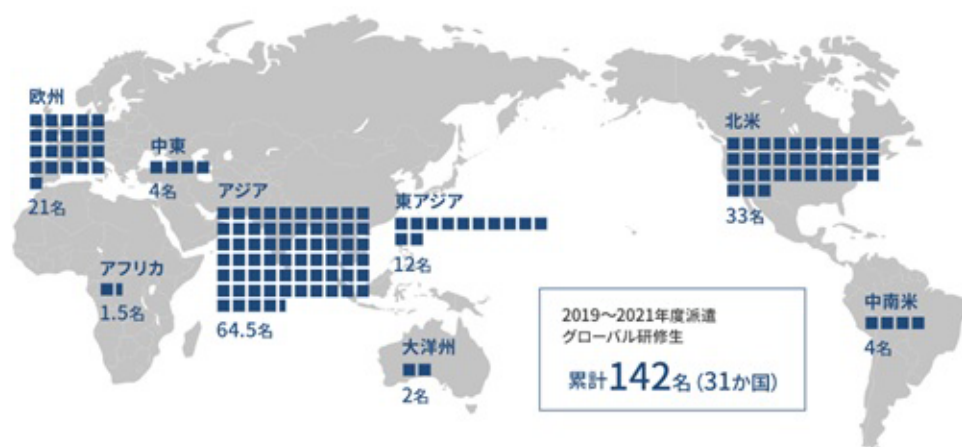 欧州
21名
中東
4名
アジア
64.5名
東アジア
12名
アフリカ
1.5名
大洋州
2名
北米
33名
中南米
4名
2019～2021年度派遣
グローバル研修生
累計142名（31か国）